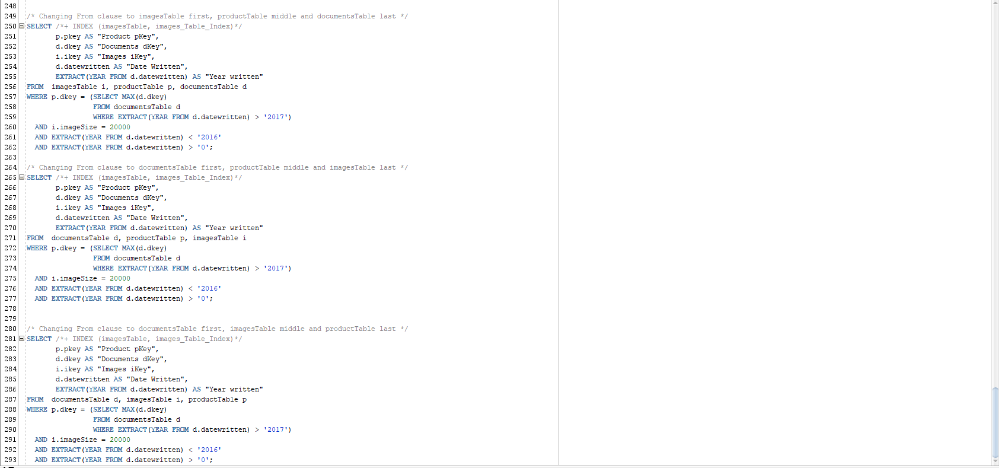 248
249 /* Changing From clause to imagesTable first, productTable middle and documentsTable last */
250 SELECT /*+ INDEX (imagesTable, images_Table_Index)*/
251        p.pkey AS "Product pKey",
252        d.dkey AS "Documents dKey",
253        i.ikey AS "Images iKey",
254        d.datewritten AS "Date Written",
255        EXTRACT(YEAR FROM d.datewritten) AS "Year written"
256 FROM  imagesTable i, productTable p, documentsTable d
257 WHERE p.dkey = (SELECT MAX(d.dkey)
258                 FROM documentsTable d
259                 WHERE EXTRACT(YEAR FROM d.datewritten) > '2017')
260   AND i.imageSize = 20000
261   AND EXTRACT(YEAR FROM d.datewritten) < '2016'
262   AND EXTRACT(YEAR FROM d.datewritten) > '0';
263
264 /* Changing From clause to documentsTable first, productTable middle and imagesTable last */
265 SELECT /*+ INDEX (imagesTable, images_Table_Index)*/
266        p.pkey AS "Product pKey",
267        d.dkey AS "Documents dKey",
268        i.ikey AS "Images iKey",
269        d.datewritten AS "Date Written",
270        EXTRACT(YEAR FROM d.datewritten) AS "Year written"
271 FROM  documentsTable d, productTable p, imagesTable i
272 WHERE p.dkey = (SELECT MAX(d.dkey)
273                 FROM documentsTable d
274                 WHERE EXTRACT(YEAR FROM d.datewritten) > '2017')
275   AND i.imageSize = 20000
276   AND EXTRACT(YEAR FROM d.datewritten) < '2016'
277   AND EXTRACT(YEAR FROM d.datewritten) > '0';
278
279
280 /* Changing From clause to documentsTable first, imagesTable middle and productTable last */
281 SELECT /*+ INDEX (imagesTable, images_Table_Index)*/
282        p.pkey AS "Product pKey",
283        d.dkey AS "Documents dKey",
284        i.ikey AS "Images iKey",
285        d.datewritten AS "Date Written",
286        EXTRACT(YEAR FROM d.datewritten) AS "Year written"
287 FROM  documentsTable d, imagesTable i, productTable p
288 WHERE p.dkey = (SELECT MAX(d.dkey)
289                 FROM documentsTable d
290                 WHERE EXTRACT(YEAR FROM d.datewritten) > '2017')
291   AND i.imageSize = 20000
292   AND EXTRACT(YEAR FROM d.datewritten) < '2016'
293   AND EXTRACT(YEAR FROM d.datewritten) > '0';